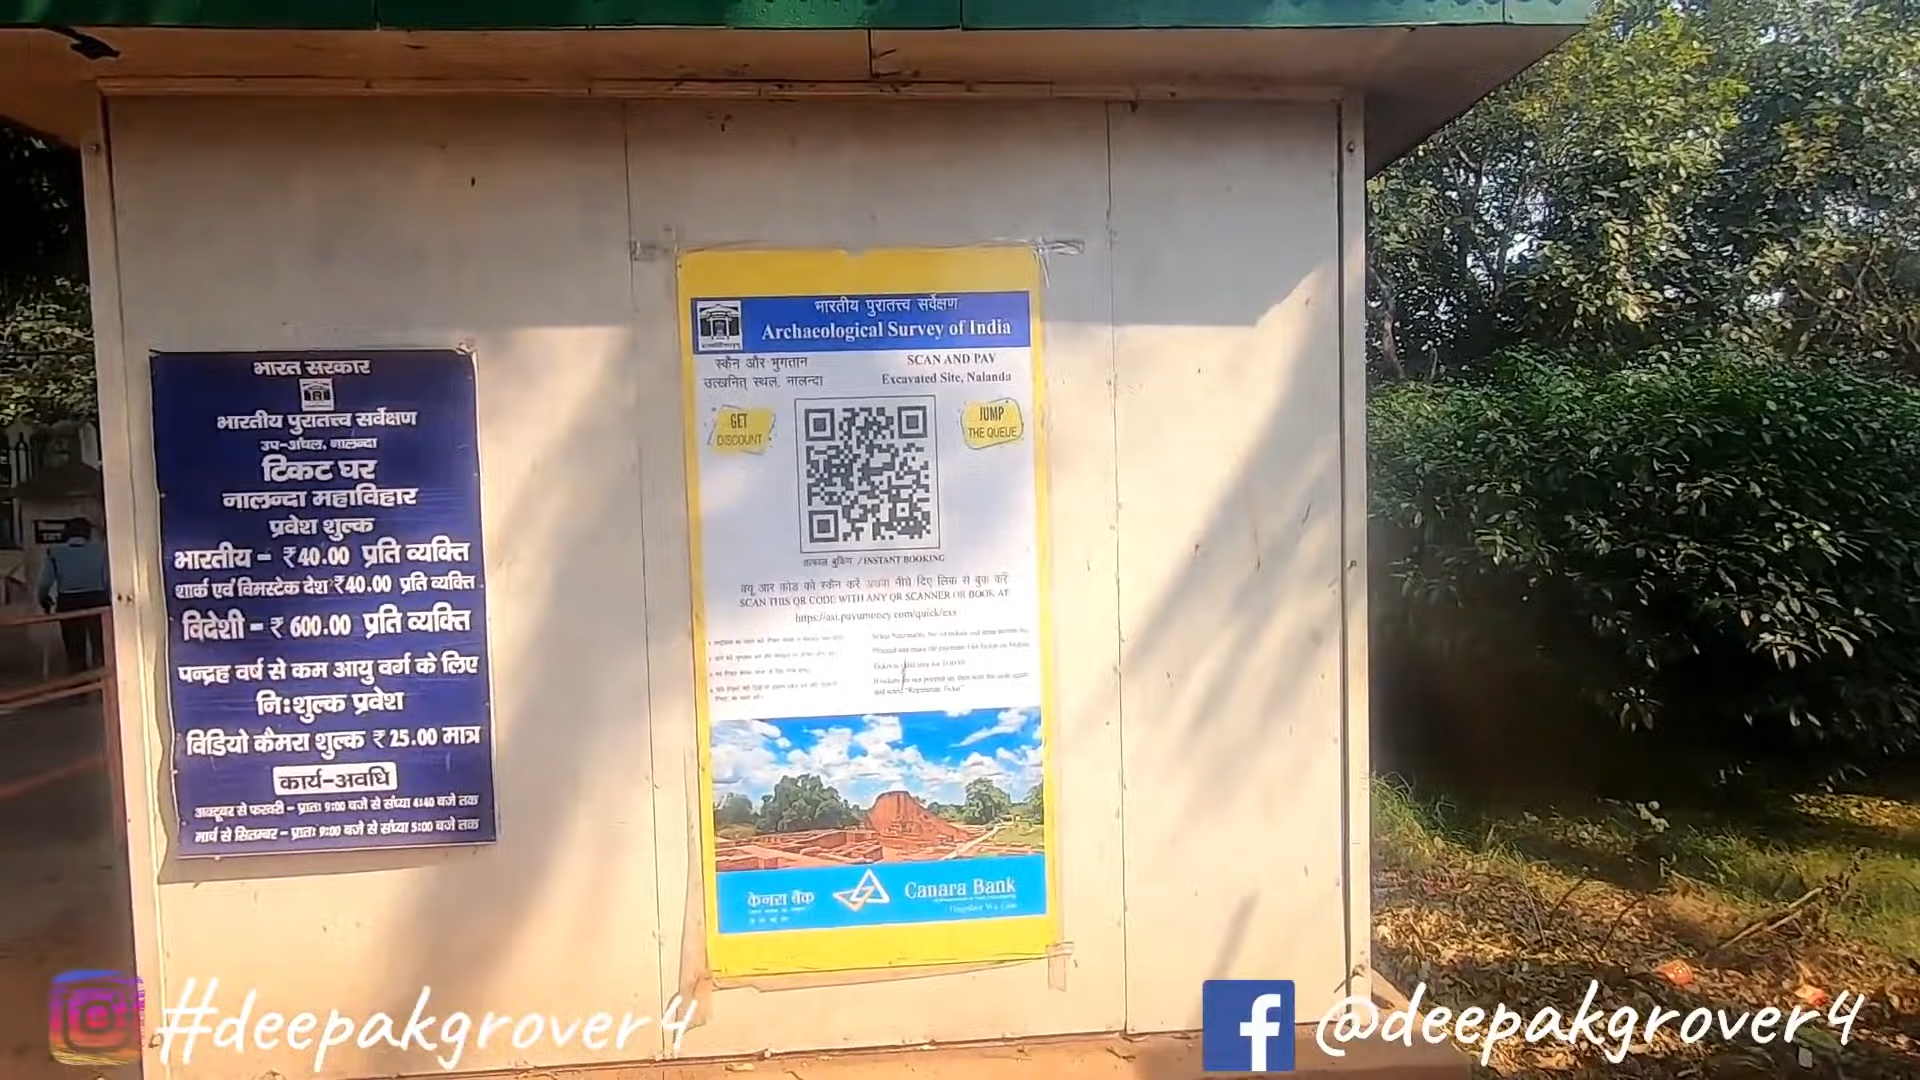 भारत सरकार
भारतीय पुरातत्त्व सर्वेक्षण
उप-अंचल, नालन्दा
टिकट घर
नालन्दा महाविहार
प्रवेश शुल्क
भारतीय - ₹40.00 प्रति व्यक्ति
शार्क एवं विमस्टेक देश ₹40.00 प्रति व्यक्ति
विदेशी - ₹ 600.00 प्रति व्यक्ति
पन्द्रह वर्ष से कम आयु वर्ग के लिए
निःशुल्क प्रवेश
विडियो कैमरा शुल्क ₹ 25.00 मात्र
कार्य-अवधि
अक्टूबर से फरवरी - प्रातः 9:00 बजे से संध्या 4:40 बजे तक
मार्च से सितम्बर - प्रातः 9:00 बजे से संध्या 5:00 बजे तक
भारतीय पुरातत्त्व सर्वेक्षण
Archaeological Survey of India
स्कैन और भुगतान
उत्खनित् स्थल, नालन्दा
SCAN AND PAY
Excavated Site, Nalanda
GET
DISCOUNT
JUMP
THE QUEUE
तत्काल बुकिंग / INSTANT BOOKING
क्यू आर कोड को स्कैन करें अथवा नीचे दिए लिंक से बुक करें
SCAN THIS QR CODE WITH ANY QR SCANNER OR BOOK AT
https://asi.payumoney.com/quick/exs
केनरा बैंक
Canara Bank
#deepakgrover4
@deepakgrover4